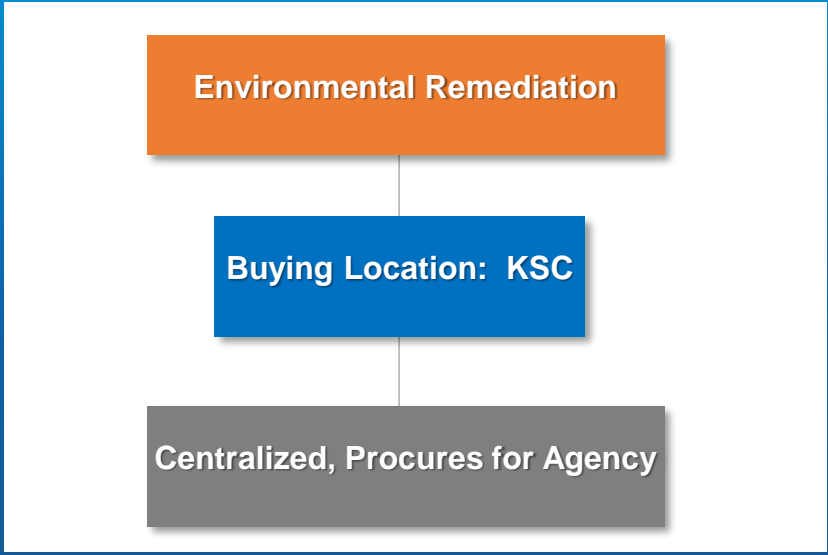 Environmental Remediation
Buying Location:  KSC
Centralized, Procures for Agency